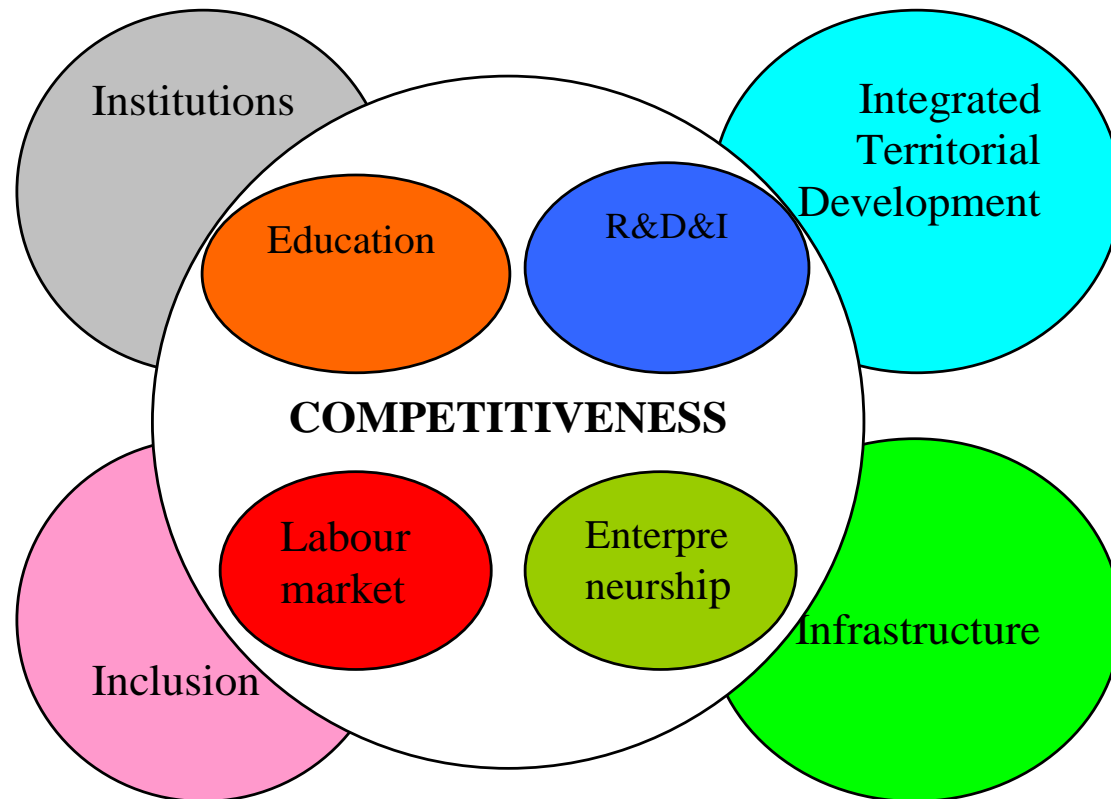 Institutions
Integrated
Territorial
Development
Education
R&D&I
COMPETITIVENESS
Labour
market
Enterpre
neurship
Inclusion
Infrastructure